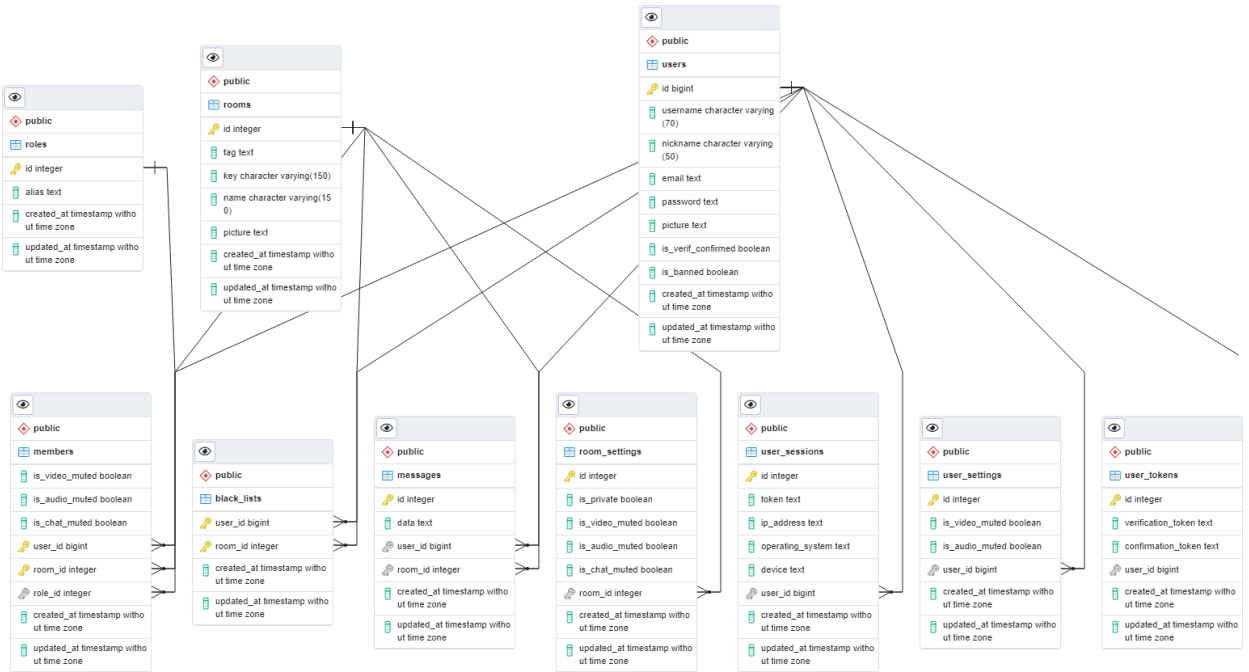 public
users
id bigint
username character varying
(70)
nickname character varying
(50)
email text
password text
picture text
is_verif_confirmed boolean
is_banned boolean
created_at timestamp witho
ut time zone
updated_at timestamp witho
ut time zone
public
rooms
id integer
tag text
key character varying(150)
name character varying(15
0)
picture text
created_at timestamp witho
ut time zone
updated_at timestamp witho
ut time zone
public
roles
id integer
alias text
created_at timestamp witho
ut time zone
updated_at timestamp witho
ut time zone
public
members
is_video_muted boolean
is_audio_muted boolean
is_chat_muted boolean
user_id bigint
room_id integer
role_id integer
created_at timestamp witho
ut time zone
updated_at timestamp witho
ut time zone
public
black_lists
user_id bigint
room_id integer
created_at timestamp witho
ut time zone
updated_at timestamp witho
ut time zone
public
messages
id integer
data text
user_id bigint
room_id integer
created_at timestamp witho
ut time zone
updated_at timestamp witho
ut time zone
public
room_settings
id integer
is_private boolean
is_video_muted boolean
is_audio_muted boolean
is_chat_muted boolean
room_id integer
created_at timestamp witho
ut time zone
updated_at timestamp witho
ut time zone
public
user_sessions
id integer
token text
ip_address text
operating_system text
device text
user_id bigint
created_at timestamp witho
ut time zone
updated_at timestamp witho
ut time zone
public
user_settings
id integer
is_video_muted boolean
is_audio_muted boolean
user_id bigint
created_at timestamp witho
ut time zone
updated_at timestamp witho
ut time zone
public
user_tokens
id integer
verification_token text
confirmation_token text
user_id bigint
created_at timestamp witho
ut time zone
updated_at timestamp witho
ut time zone